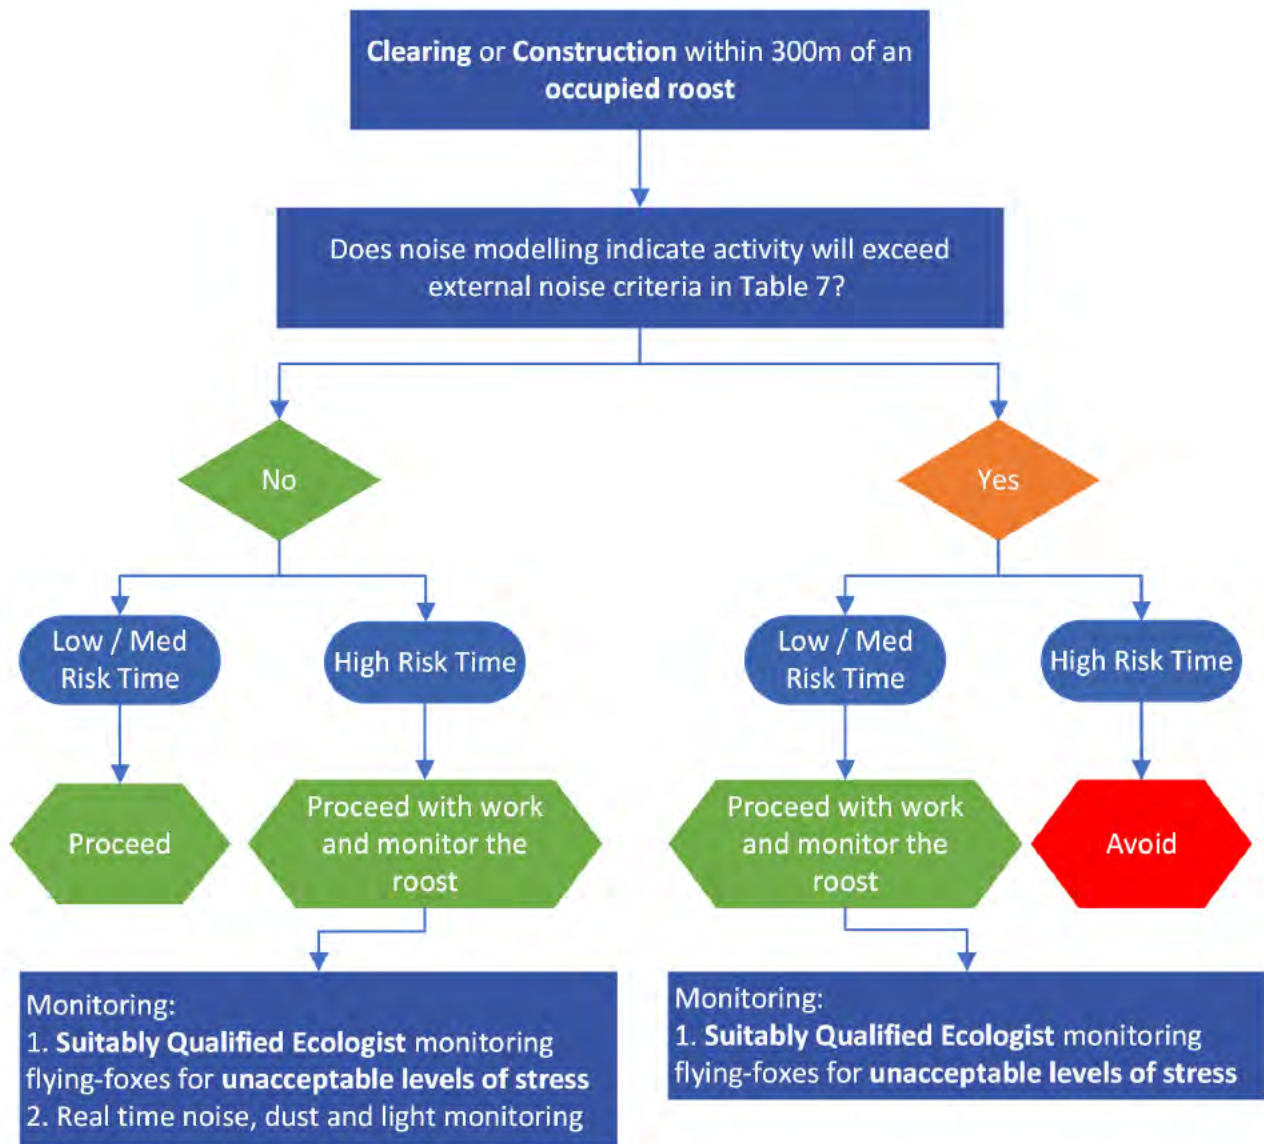 Clearing or Construction within 300m of an
occupied roost
Does noise modelling indicate activity will exceed
external noise criteria in Table 7?
No
Yes
Low / Med
Risk Time
High Risk Time
Low / Med
Risk Time
High Risk Time
Proceed
Proceed with work
and monitor the
roost
Proceed with work
and monitor the
roost
Avoid
Monitoring:
1. Suitably Qualified Ecologist monitoring
flying-foxes for unacceptable levels of stress
2. Real time noise, dust and light monitoring
Monitoring:
1. Suitably Qualified Ecologist monitoring
flying-foxes for unacceptable levels of stress